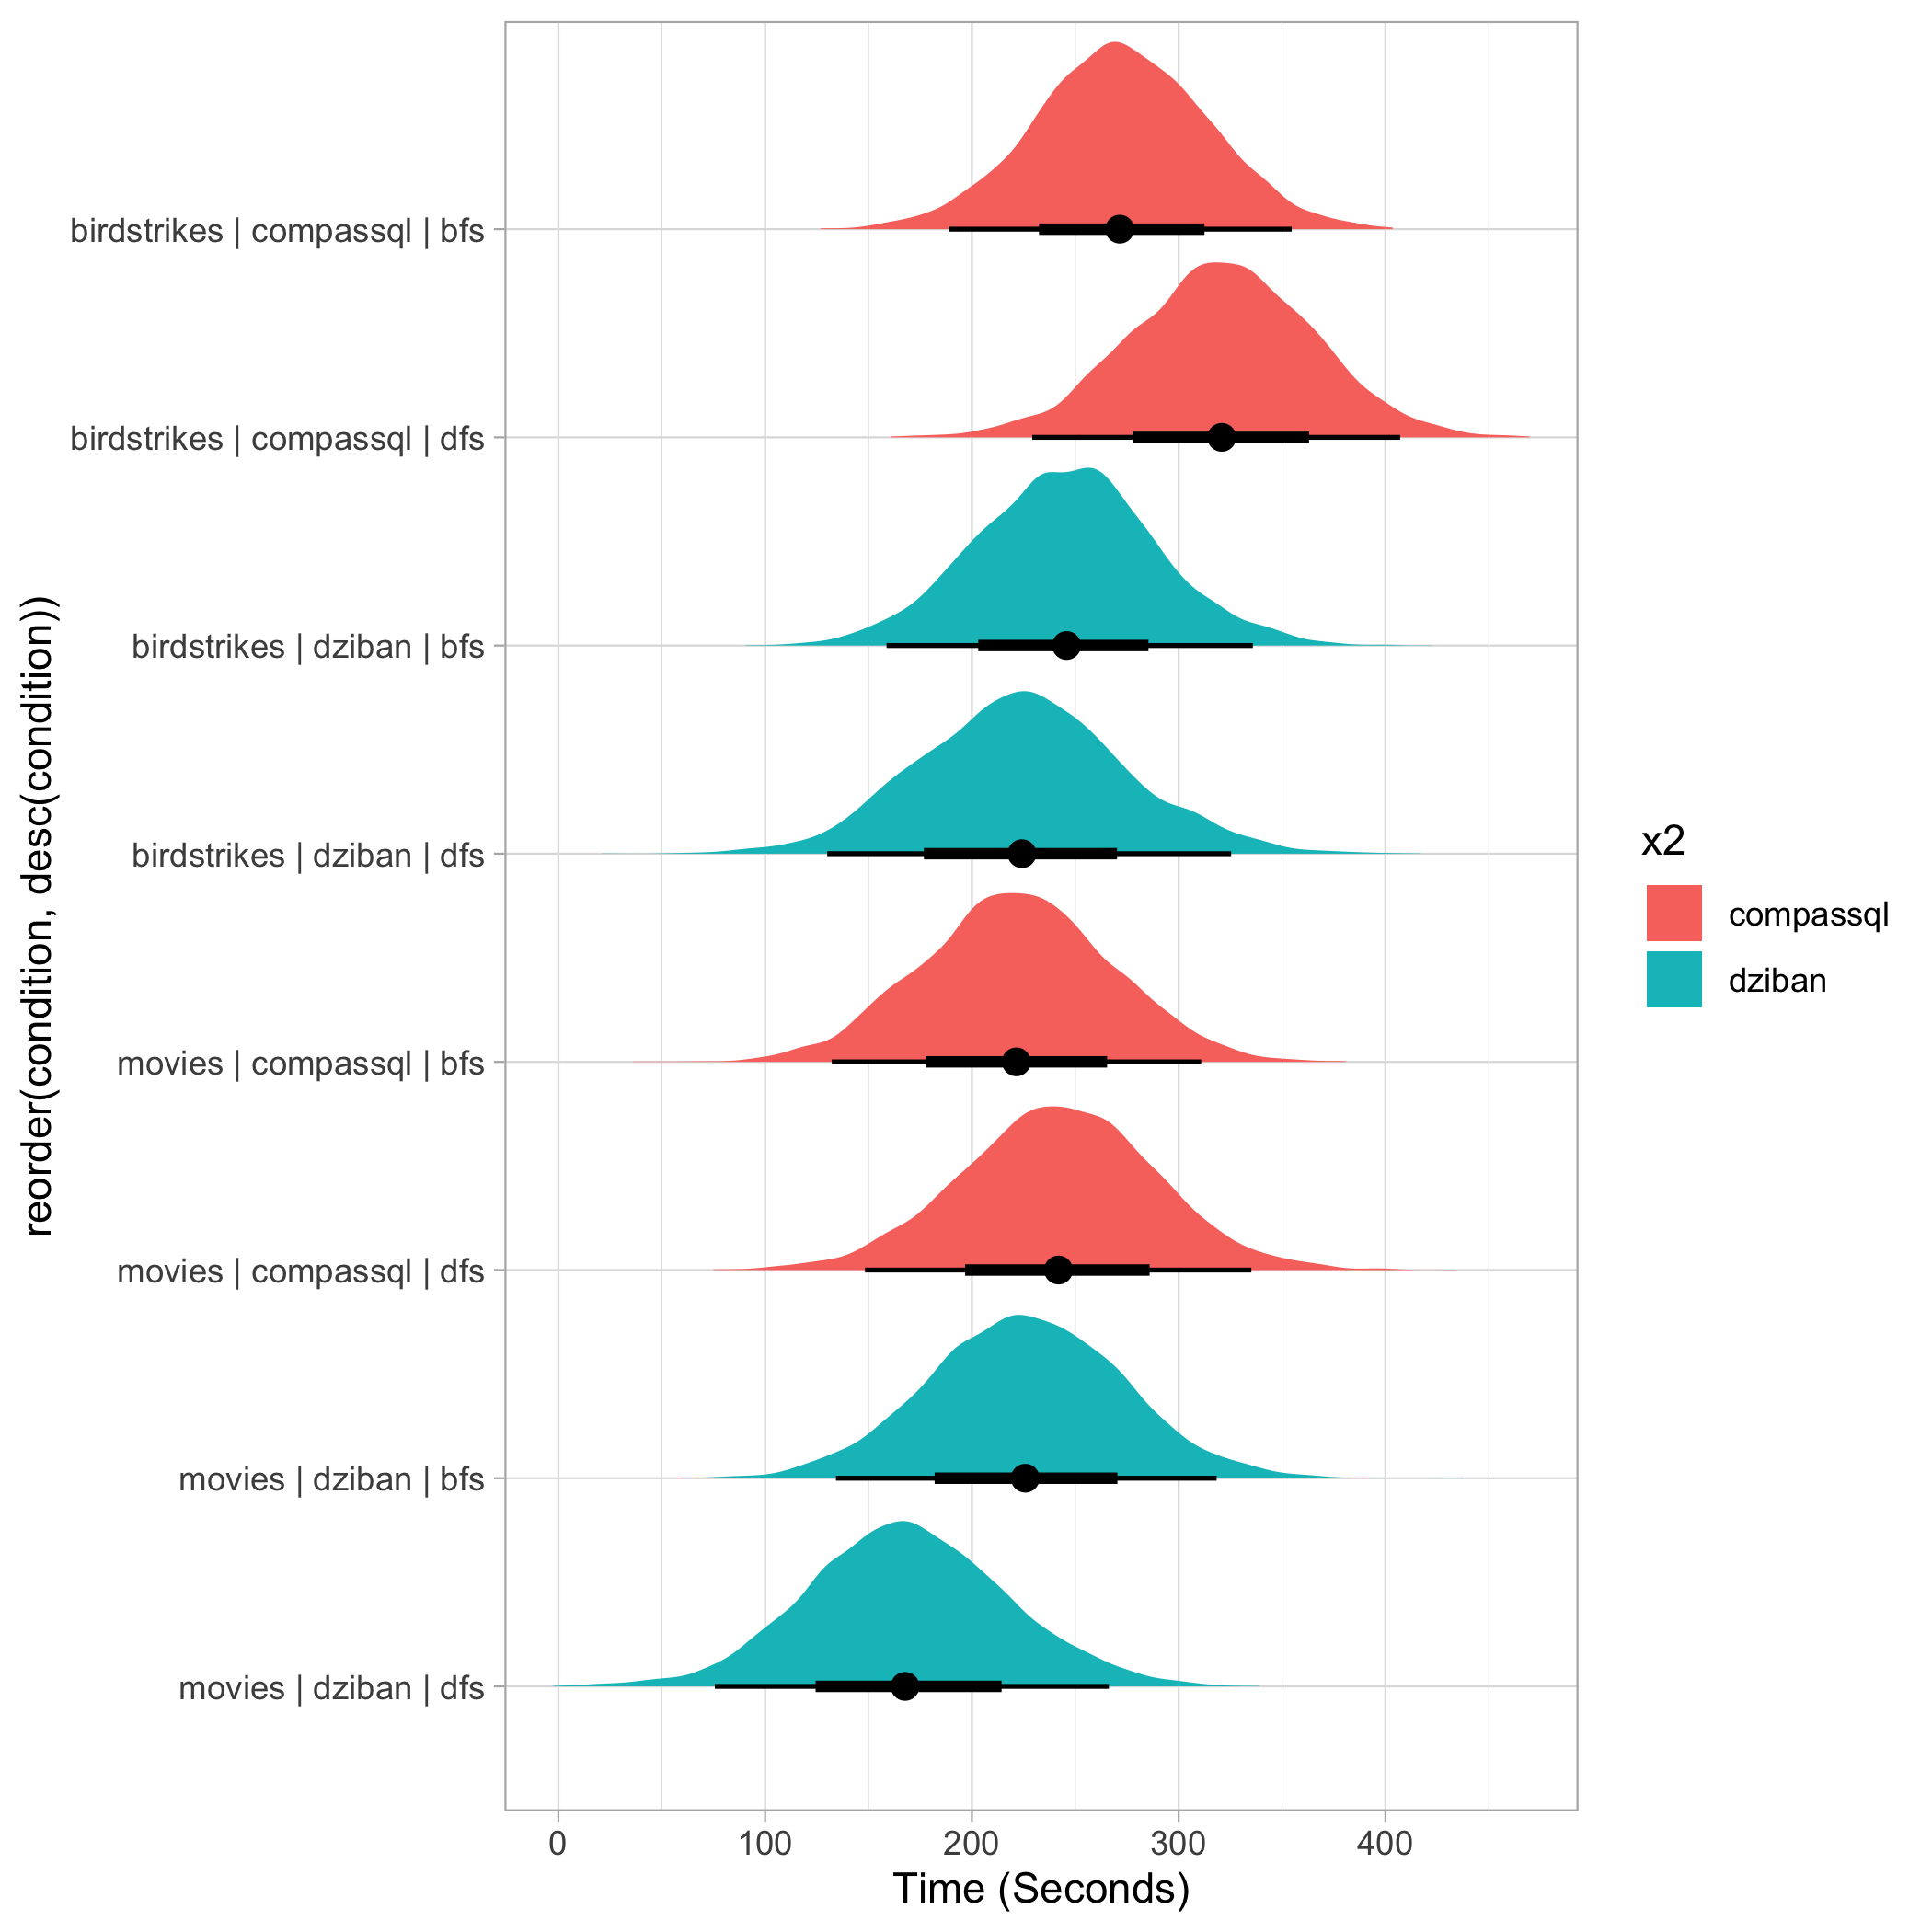 reorder(condition, desc(condition))
birdstrikes | compassql | bfs
birdstrikes | compassql | dfs
birdstrikes | dziban | bfs
birdstrikes | dziban | dfs
movies | compassql | bfs
movies | compassql | dfs
movies | dziban | bfs
movies | dziban | dfs
0 100 200 300 400
Time (Seconds)
x2
compassql
dziban